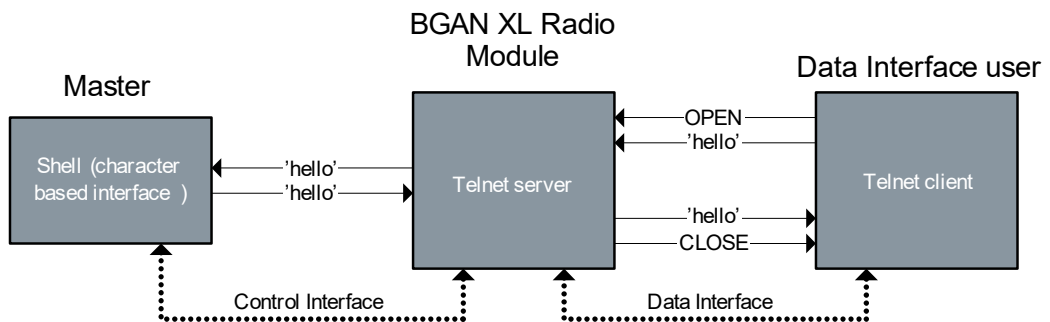 BGAN XL Radio
Module
Master
Data Interface user
Shell (character
based interface )
'hello'
'hello'
Telnet server
OPEN
'hello'
’hello’
CLOSE
Telnet client
Control Interface
Data Interface